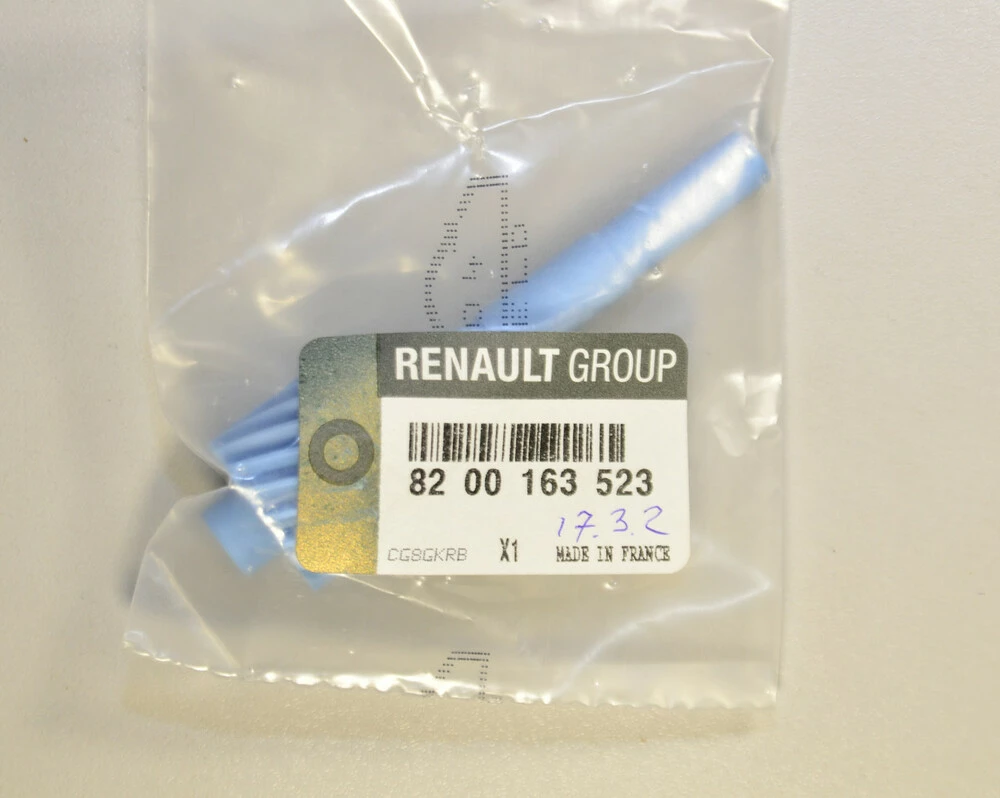 RENAULT GROUP
82 00 163 523
17.3.2
CG8GKRB X1 MADE IN FRANCE